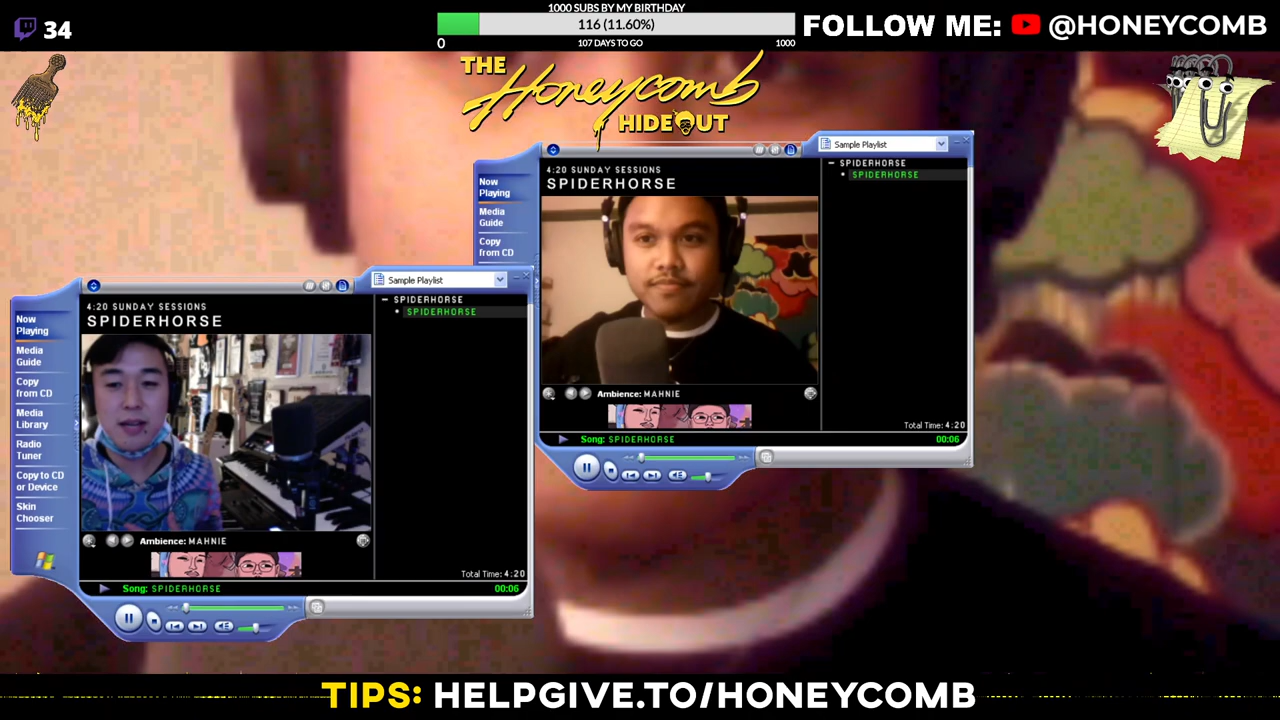 34
1000 SUBS BY MY BIRTHDAY
116 (11.60%)
0
107 DAYS TO GO
1000
FOLLOW ME: @HONEYCOMB
THE
Honeycomb
HIDEOUT
Sample Playlist
4:20 SUNDAY SESSIONS
SPIDERHORSE
SPIDERHORSE
SPIDERHORSE
Now
Playing
Media
Guide
Copy
from CD
Ambience: MAHNIE
Total Time: 4:20
Song: SPIDERHORSE
00:06
Sample Playlist
4:20 SUNDAY SESSIONS
SPIDERHORSE
SPIDERHORSE
SPIDERHORSE
Now
Playing
Media
Guide
Copy
from CD
Media
Library
Radio
Tuner
Copy to CD
or Device
Skin
Chooser
Ambience: MAHNIE
Total Time: 4:20
Song: SPIDERHORSE
00:06
TIPS: HELPGIVE.TO/HONEYCOMB